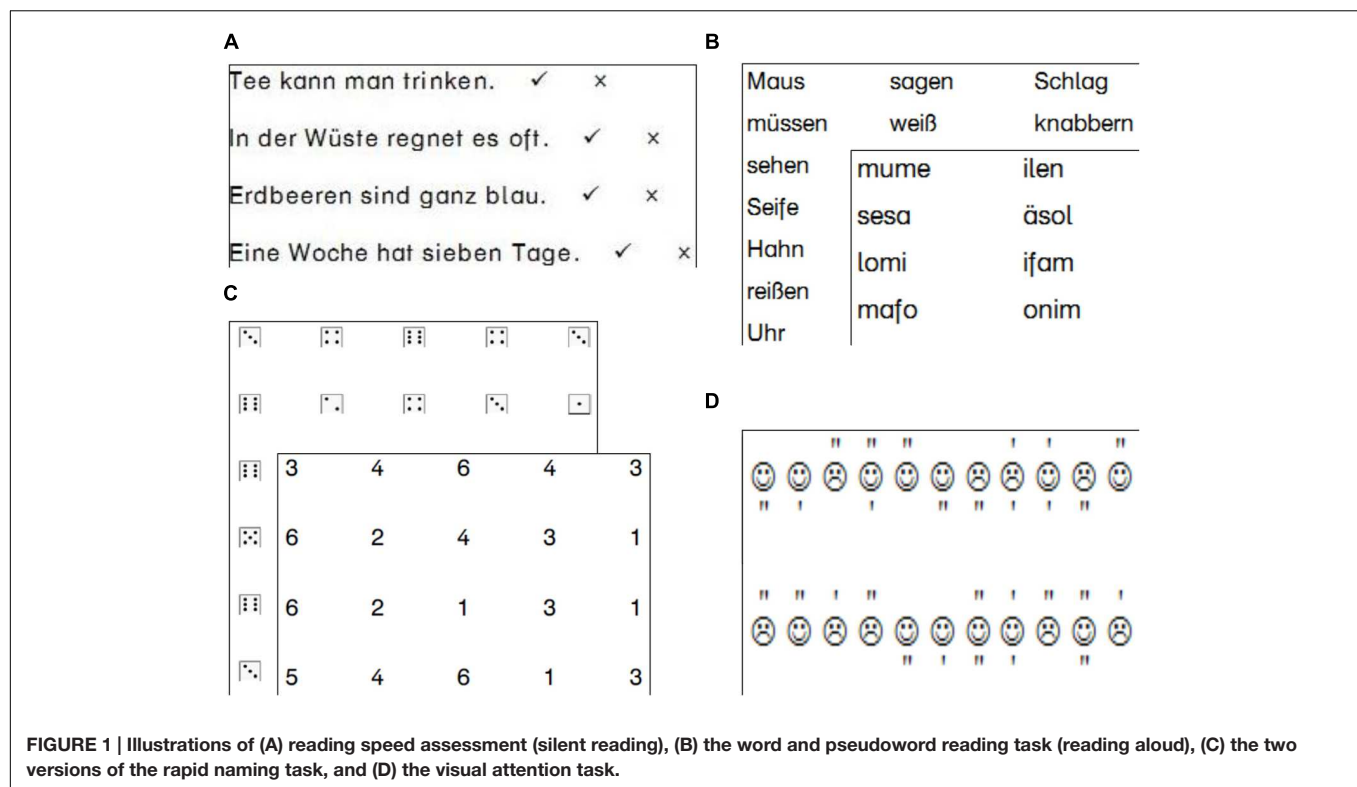 A
Tee kann man trinken. ✓ ×
In der Wüste regnet es oft. ✓ ×
Erdbeeren sind ganz blau. ✓ ×
Eine Woche hat sieben Tage. ✓ ×
B
Maus sagen Schlag
müssen weiß knabbern
sehen
Seife
Hahn
reißen
Uhr
mume ilen
sesa äsol
lomi ifam
mafo onim
C
3 4 6 4 3
6 2 4 3 1
6 2 1 3 1
5 4 6 1 3
D
" " " ' ' "
" ' ' " " ' ' "
" " ' " " ' " " '
" ' " ' "
FIGURE 1 | Illustrations of (A) reading speed assessment (silent reading), (B) the word and pseudoword reading task (reading aloud), (C) the two
versions of the rapid naming task, and (D) the visual attention task.